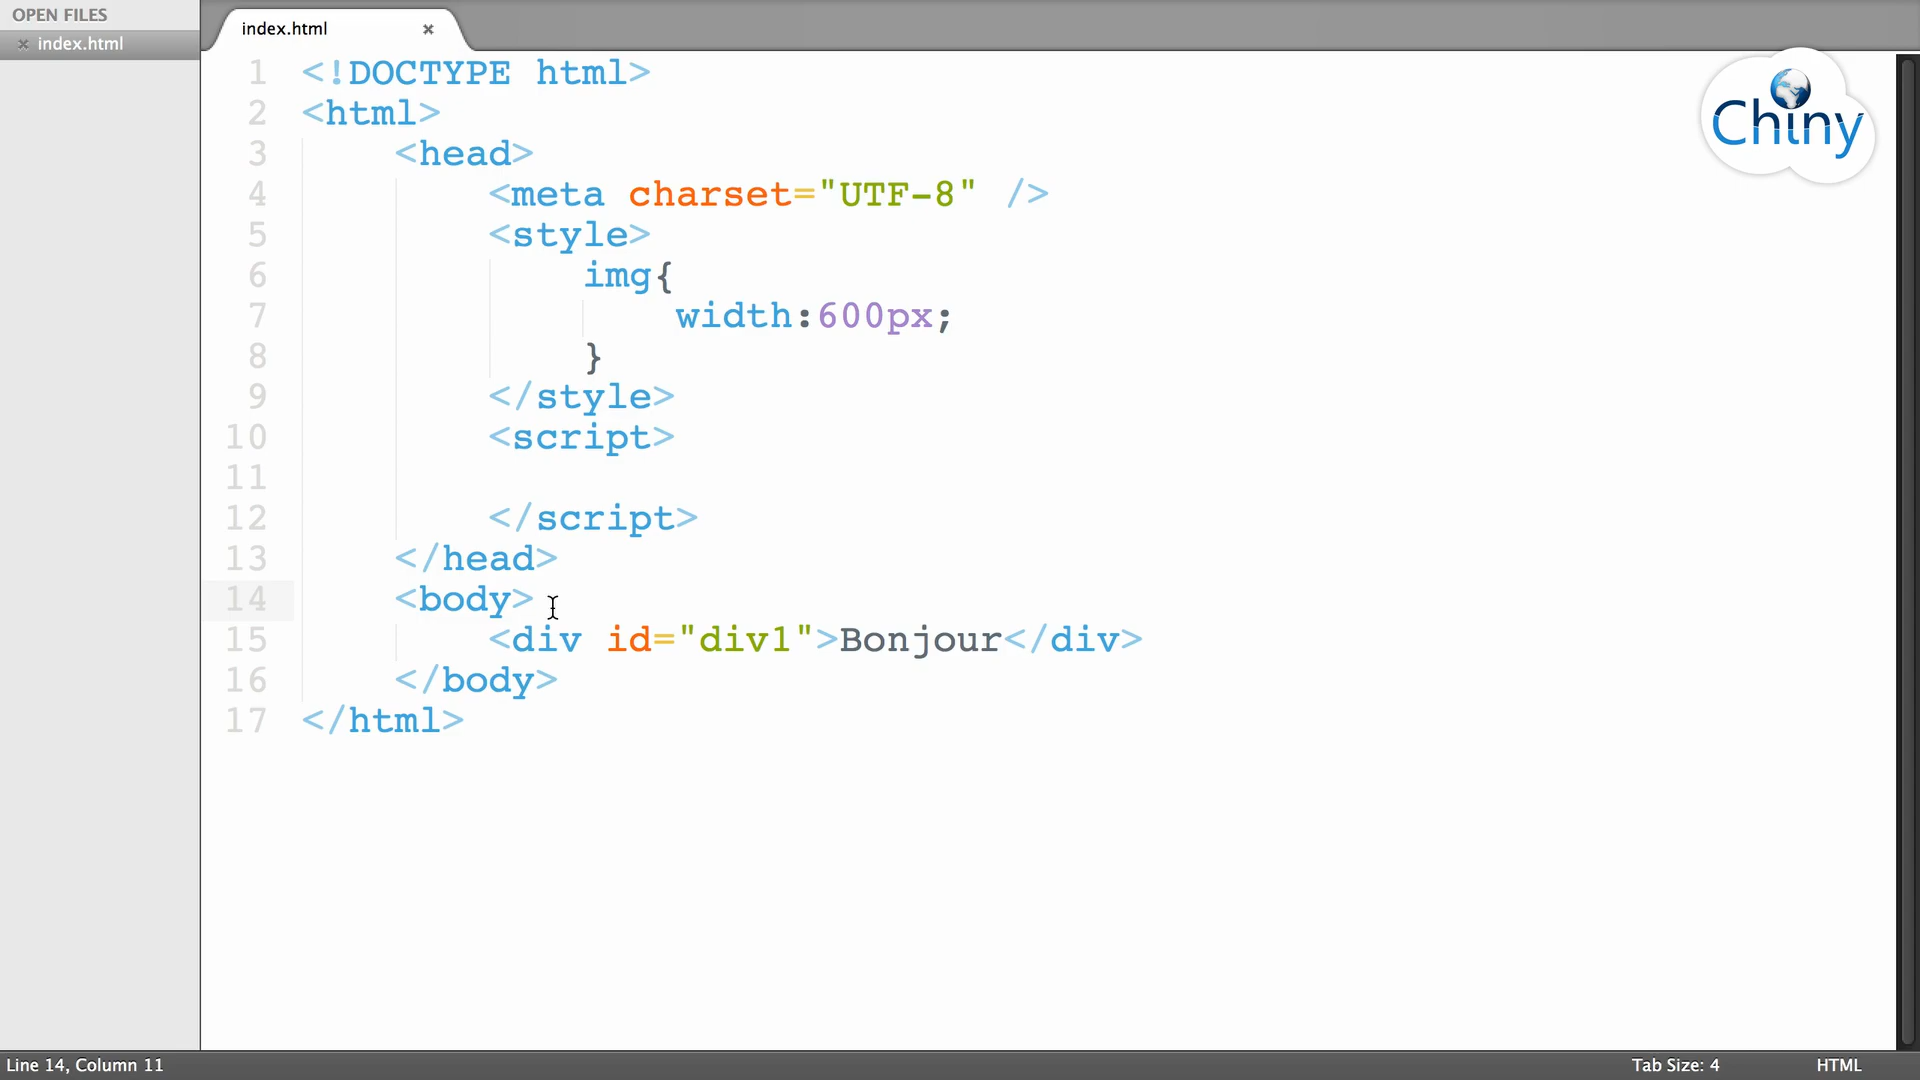 OPEN FILES
index.html
index.html
Chiny
1 <!DOCTYPE html>
2 <html>
3 <head>
4 <meta charset="UTF-8" />
5 <style>
6 img{
7 width:600px;
8 }
9 </style>
10 <script>
11
12 </script>
13 </head>
14 <body>
15 <div id="div1">Bonjour</div>
16 </body>
17 </html>
Line 14, Column 11
Tab Size: 4
HTML